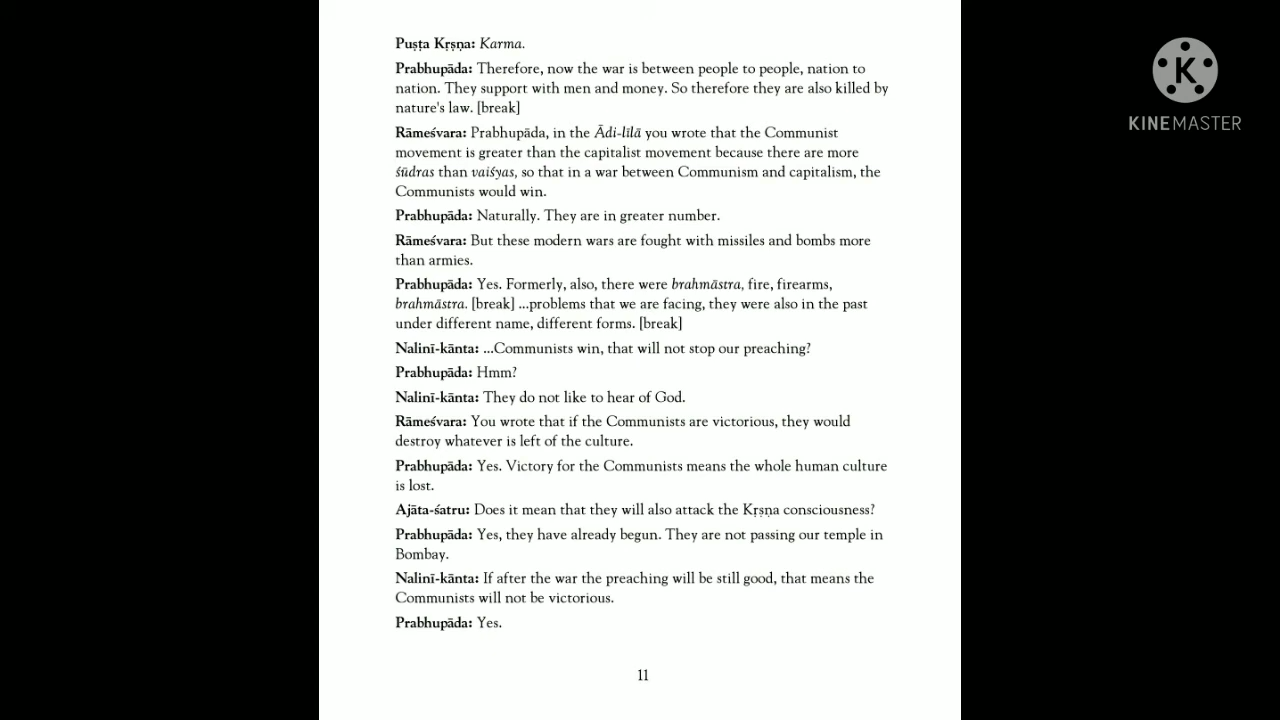 Puṣṭa Kṛṣṇa: Karma.
Prabhupāda: Therefore, now the war is between people to people, nation to
nation. They support with men and money. So therefore they are also killed by
nature's law. [break]
Rāmeśvara: Prabhupāda, in the Ādi-līlā you wrote that the Communist
movement is greater than the capitalist movement because there are more
śūdras than vaiśyas, so that in a war between Communism and capitalism, the
Communists would win.
Prabhupāda: Naturally. They are in greater number.
Rāmeśvara: But these modern wars are fought with missiles and bombs more
than armies.
Prabhupāda: Yes. Formerly, also, there were brahmāstra, fire, firearms,
brahmāstra. [break] ...problems that we are facing, they were also in the past
under different name, different forms. [break]
Nalinī-kānta: ...Communists win, that will not stop our preaching?
Prabhupāda: Hmm?
Nalinī-kānta: They do not like to hear of God.
Rāmeśvara: You wrote that if the Communists are victorious, they would
destroy whatever is left of the culture.
Prabhupāda: Yes. Victory for the Communists means the whole human culture
is lost.
Ajāta-śatru: Does it mean that they will also attack the Kṛṣṇa consciousness?
Prabhupāda: Yes, they have already begun. They are not passing our temple in
Bombay.
Nalinī-kānta: If after the war the preaching will be still good, that means the
Communists will not be victorious.
Prabhupāda: Yes.
11
K
KINEMASTER